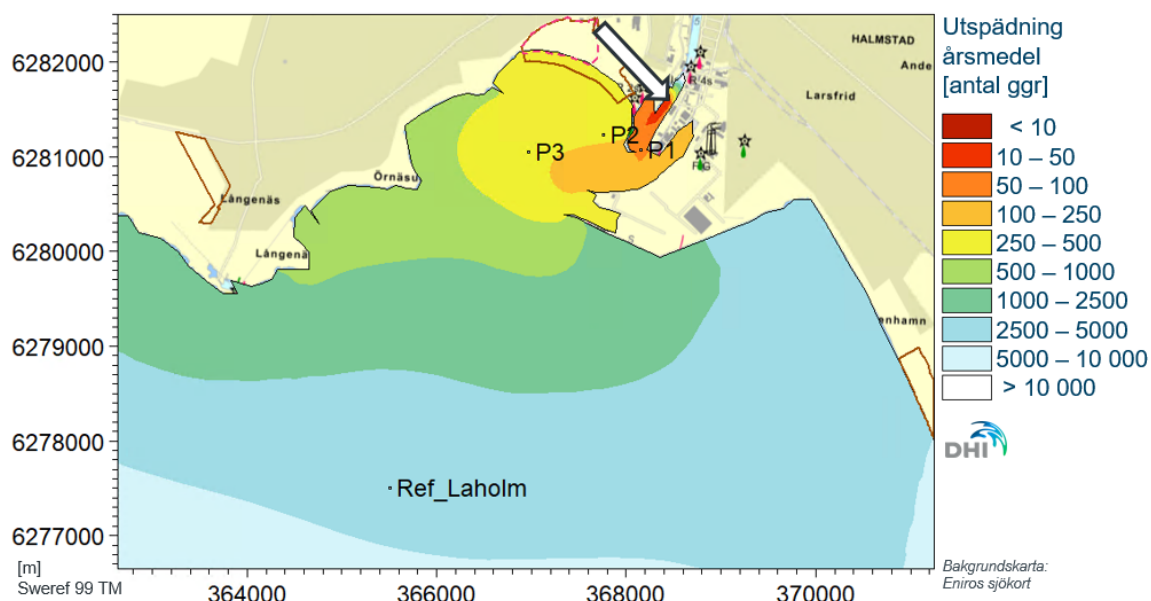 Utspädning
årsmedel
[antal ggr]
< 10
10 – 50
50 – 100
100 – 250
250 – 500
500 – 1000
1000 – 2500
2500 – 5000
5000 – 10 000
> 10 000
DHI
Bakgrundskarta:
Eniros sjökort
6282000
6281000
6280000
6279000
6278000
6277000
[m]
Sweref 99 TM
364000
366000
368000
370000
HALMSTAD
Ande
Larsfrid
P2
P1
P3
Örnäsu
Långenäs
Långenä
enhamn
Ref_Laholm